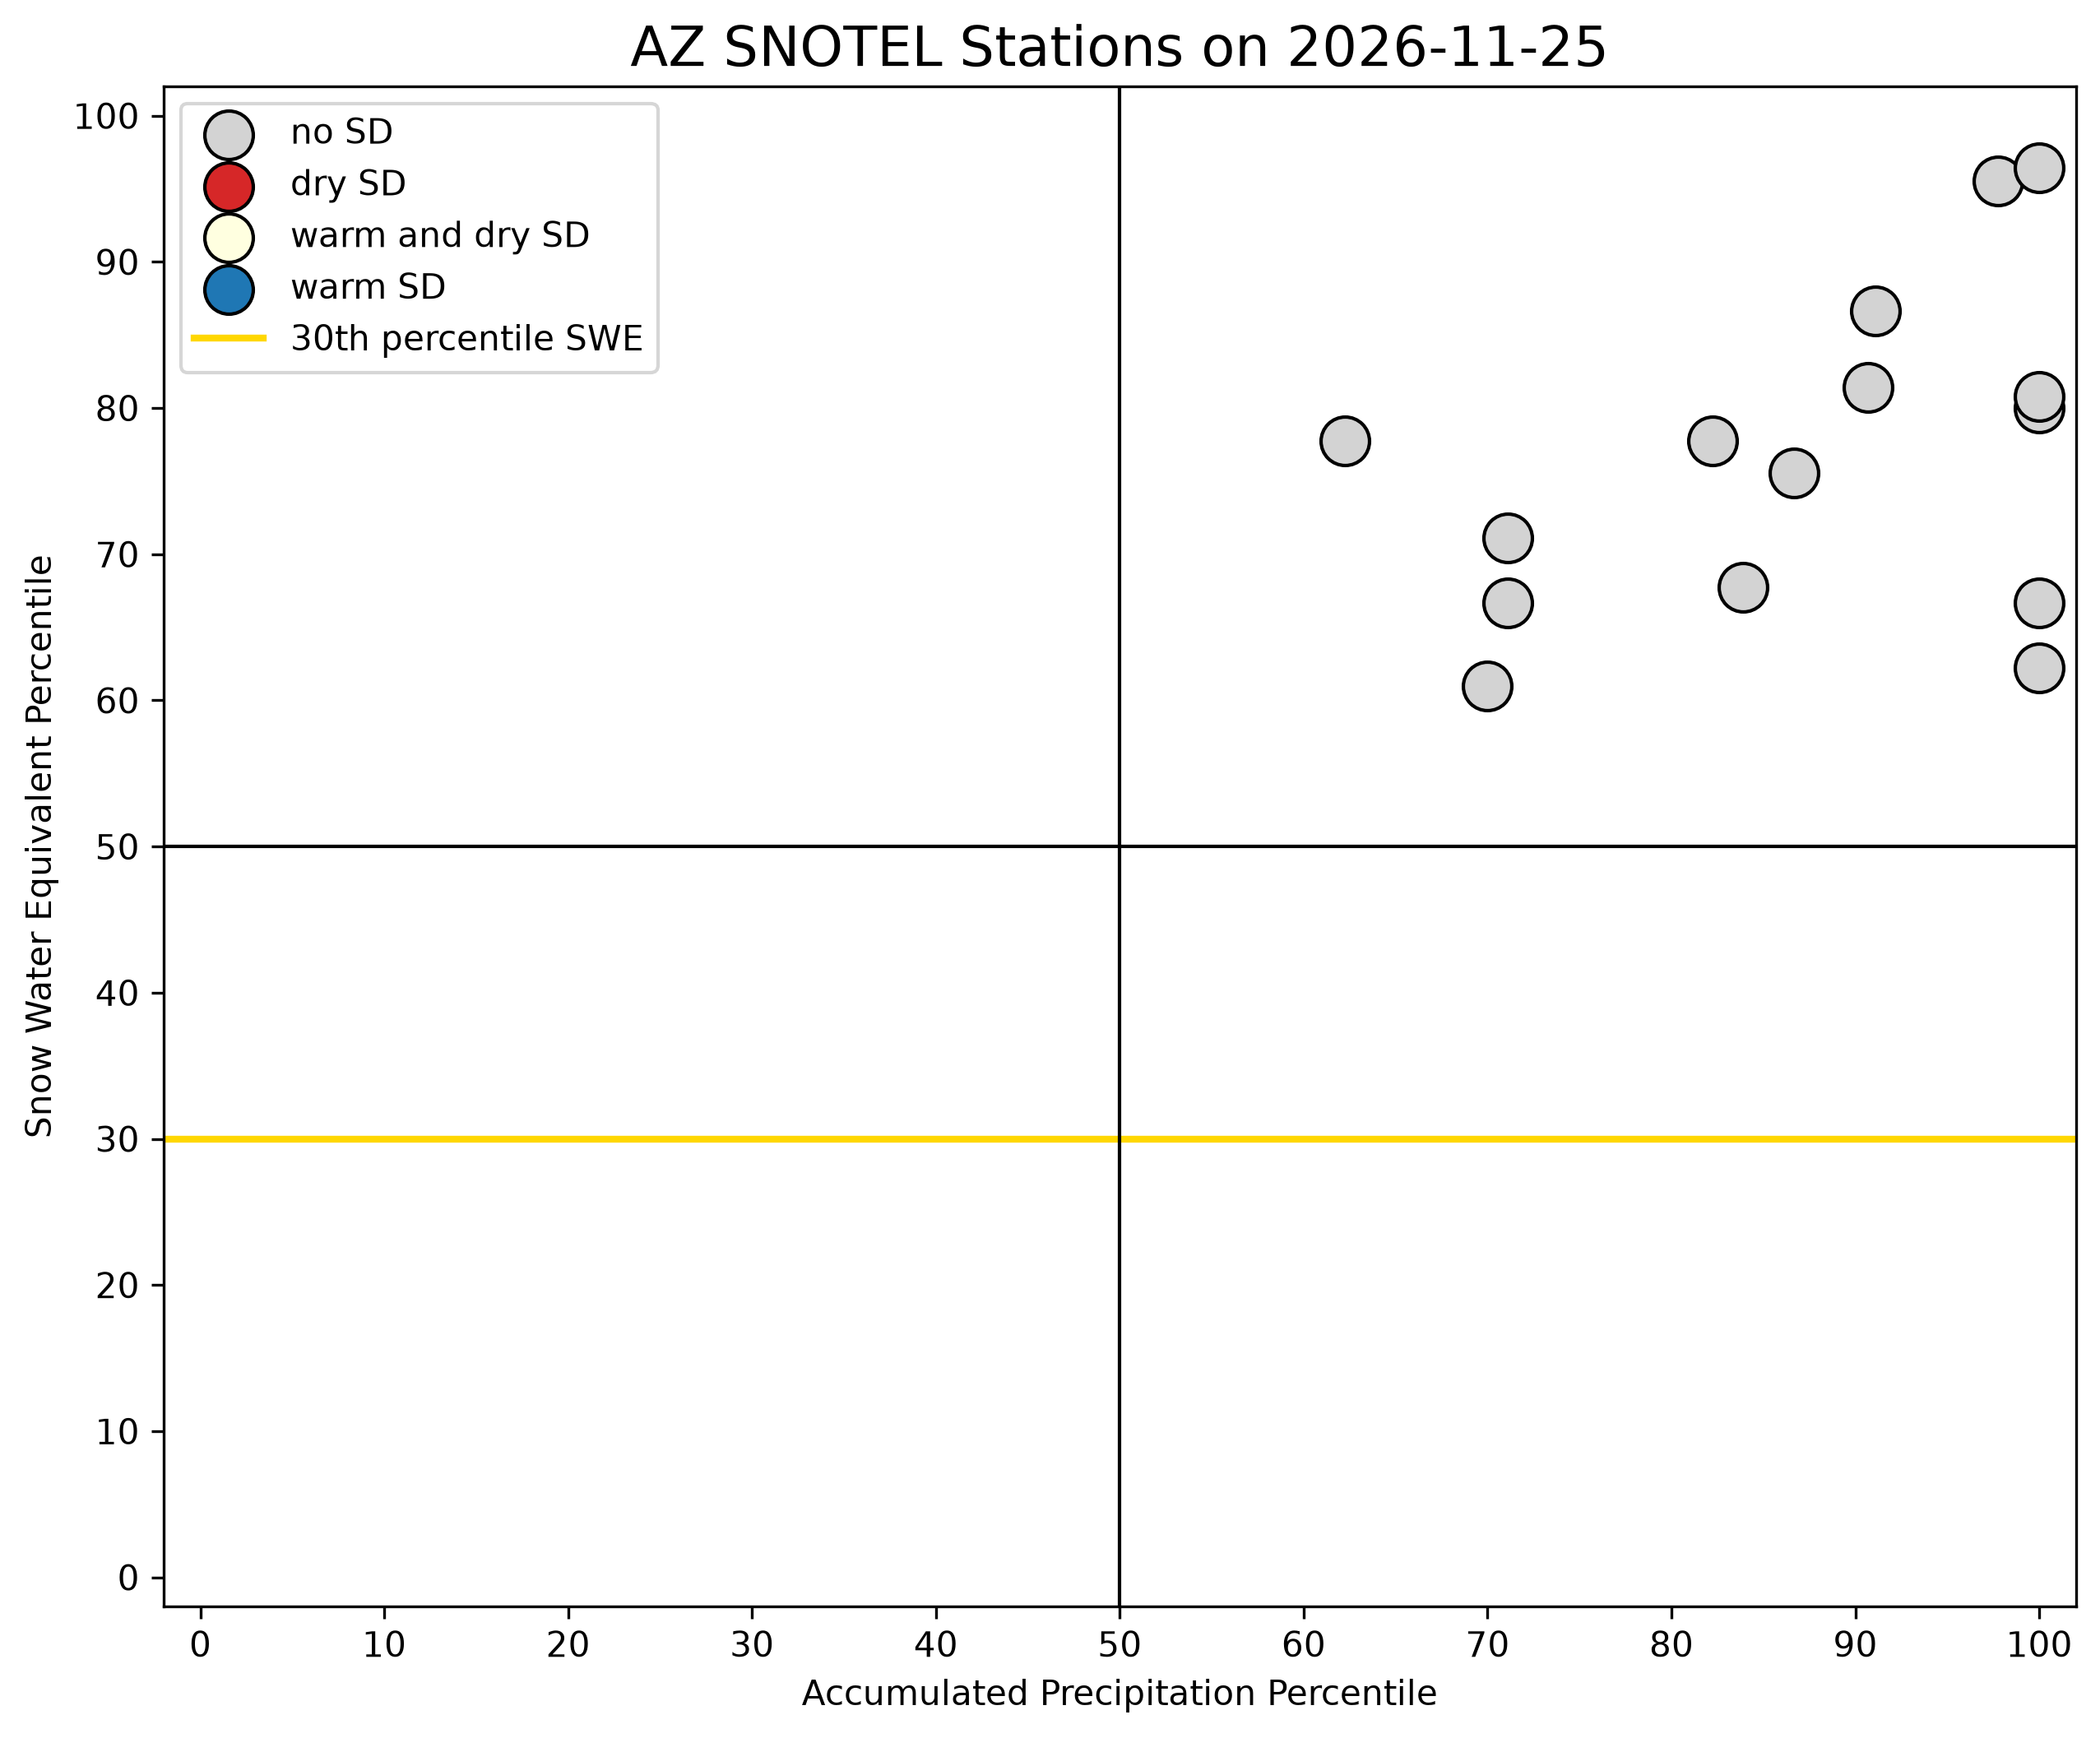 AZ SNOTEL Stations on 2026-11-25
no SD
dry SD
warm and dry SD
warm SD
30th percentile SWE
100
90
80
70
60
50
40
30
20
10
0
Snow Water Equivalent Percentile
0 10 20 30 40 50 60 70 80 90 100
Accumulated Precipitation Percentile